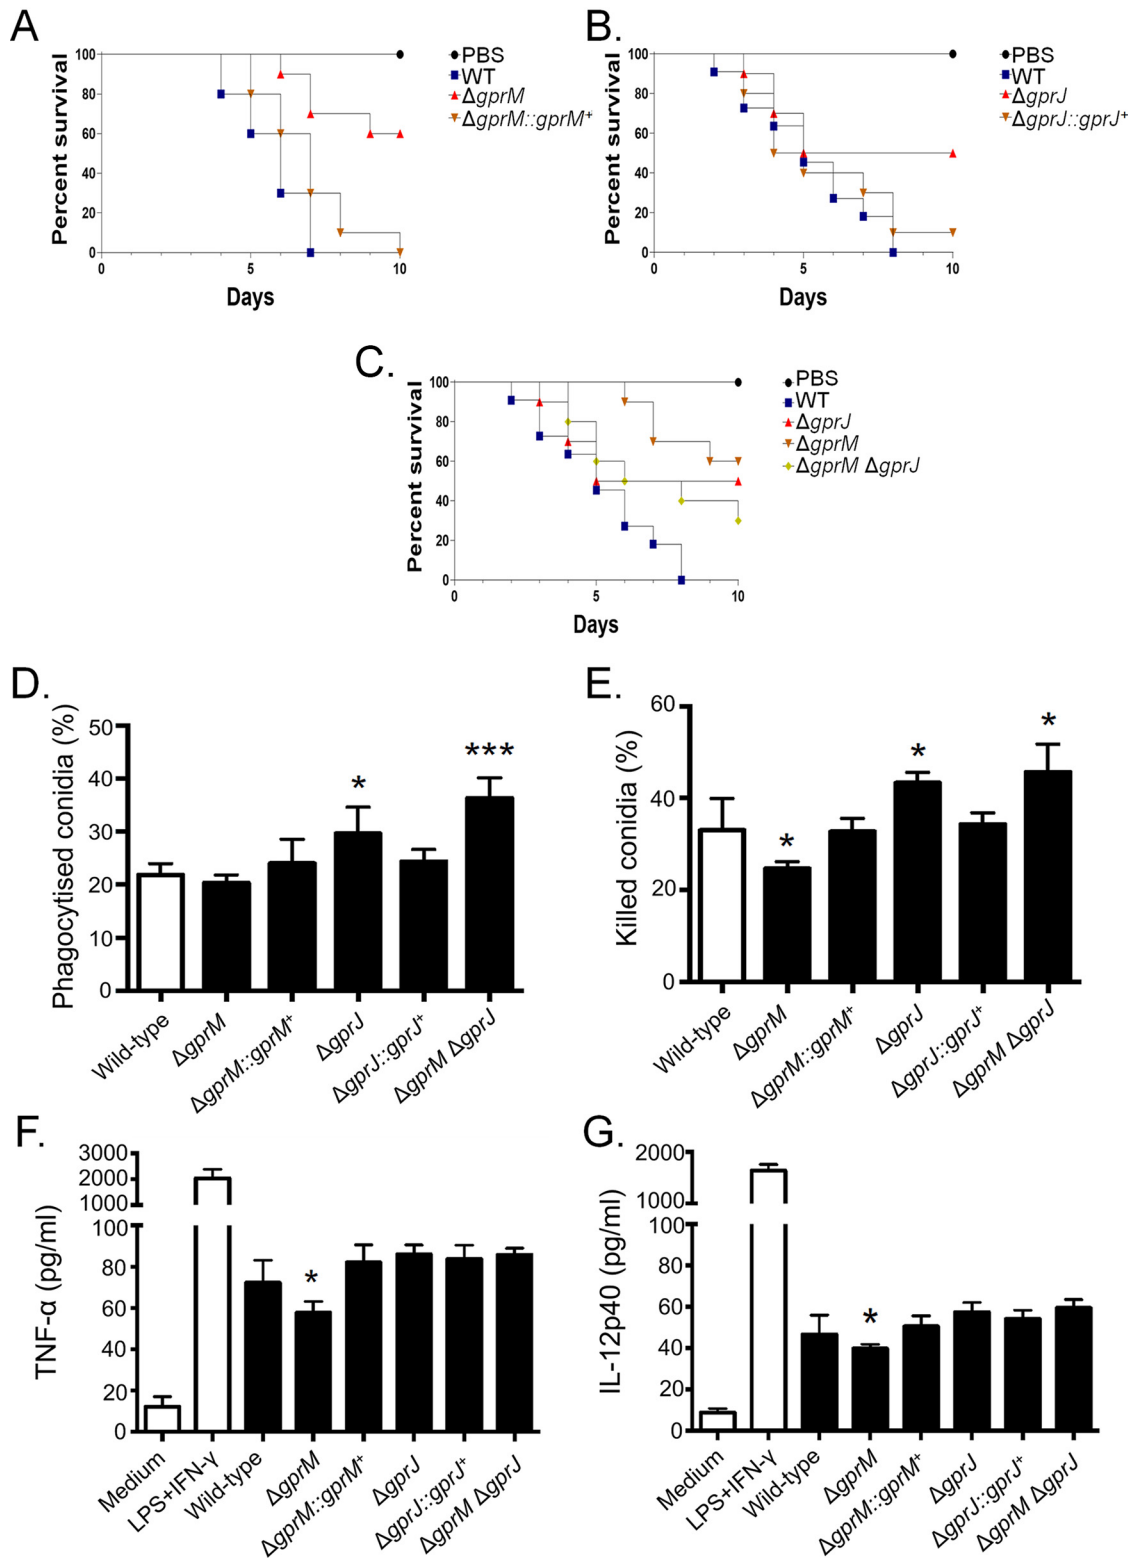 A
B.
Percent survival
100
80
60
40
20
0
0
5
10
Days
PBS
WT
ΔgprM
ΔgprM::gprM⁺
Percent survival
100
80
60
40
20
0
0
5
10
Days
PBS
WT
ΔgprJ
ΔgprJ::gprJ⁺
C.
Percent survival
100
80
60
40
20
0
0
5
10
Days
PBS
WT
ΔgprJ
ΔgprM
ΔgprM ΔgprJ
D.
Phagocytised conidia (%)
50
40
30
20
10
0
*
***
Wild-type
ΔgprM
ΔgprM::gprM⁺
ΔgprJ
ΔgprJ::gprJ⁺
ΔgprM ΔgprJ
E.
Killed conidia (%)
60
40
20
0
*
*
*
Wild-type
ΔgprM
ΔgprM::gprM⁺
ΔgprJ
ΔgprJ::gprJ⁺
ΔgprM ΔgprJ
F.
TNF-α (pg/ml)
3000
2000
1000
100
80
60
40
20
0
*
Medium
LPS+IFN-γ
Wild-type
ΔgprM
ΔgprM::gprM⁺
ΔgprJ
ΔgprJ::gprJ⁺
ΔgprM ΔgprJ
G.
IL-12p40 (pg/ml)
2000
1000
100
80
60
40
20
0
*
Medium
LPS+IFN-γ
Wild-type
ΔgprM
ΔgprM::gprM⁺
ΔgprJ
ΔgprJ::gprJ⁺
ΔgprM ΔgprJ